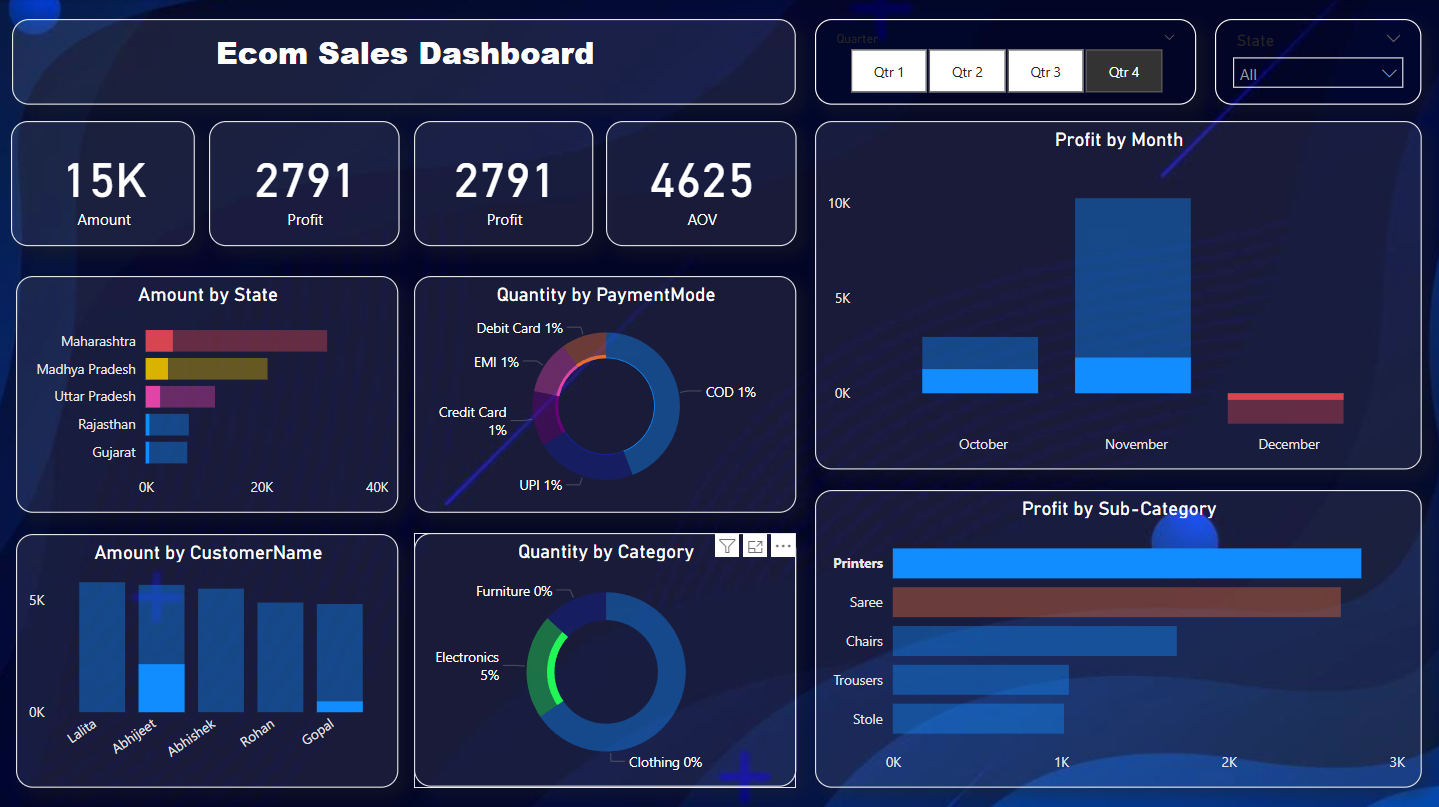 Ecom Sales Dashboard
Quarter
Qtr 1
Qtr 2
Qtr 3
Qtr 4
State
All
15K
Amount
2791
Profit
2791
Profit
4625
AOV
Profit by Month
10K
5K
0K
October
November
December
Amount by State
Maharashtra
Madhya Pradesh
Uttar Pradesh
Rajasthan
Gujarat
0K
20K
40K
Quantity by PaymentMode
Debit Card 1%
EMI 1%
COD 1%
Credit Card
1%
UPI 1%
Profit by Sub-Category
Printers
Saree
Chairs
Trousers
Stole
0K
1K
2K
3K
Amount by CustomerName
5K
0K
Lalita
Abhijeet
Abhishek
Rohan
Gopal
Quantity by Category
Furniture 0%
Electronics
5%
Clothing 0%